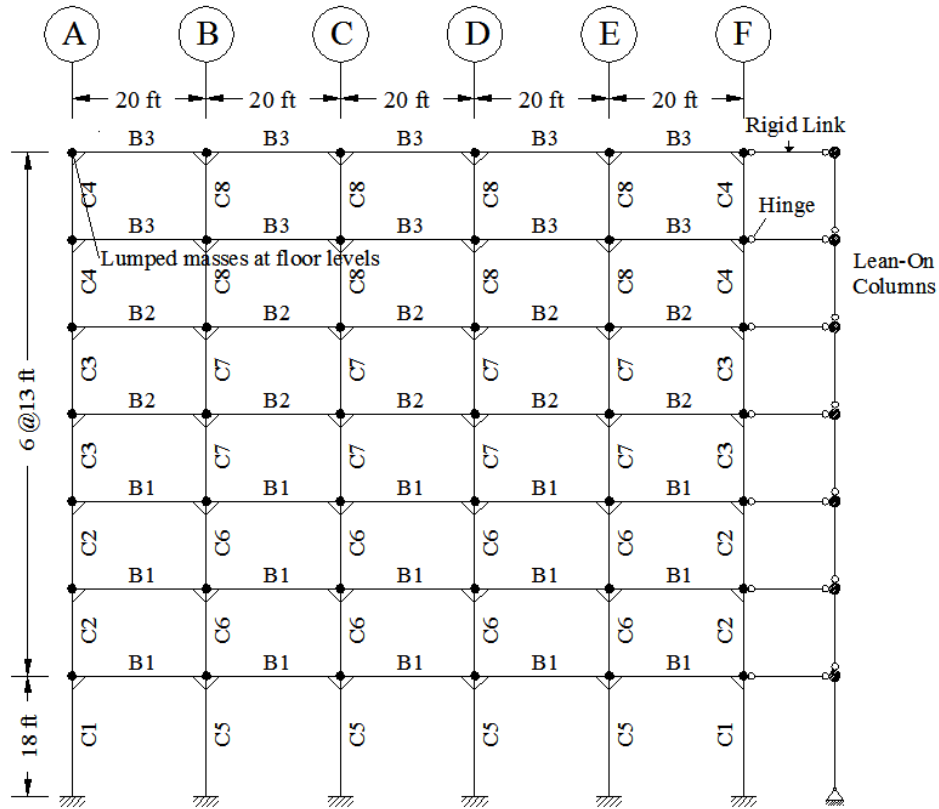 A B C D E F
20 ft 20 ft 20 ft 20 ft 20 ft
B3 B3 B3 B3 B3 Rigid Link
C4 C8 C8 C8 C8 C4
B3 B3 B3 B3 B3 Hinge
Lumped masses at floor levels
Lean-On
Columns
C4 C8 C8 C8 C8 C4
B2 B2 B2 B2 B2
C3 C7 C7 C7 C7 C3
B2 B2 B2 B2 B2
6 @13 ft
C3 C7 C7 C7 C7 C3
B1 B1 B1 B1 B1
C2 C6 C6 C6 C6 C2
B1 B1 B1 B1 B1
C2 C6 C6 C6 C6 C2
B1 B1 B1 B1 B1
18 ft
C1 C5 C5 C5 C5 C1